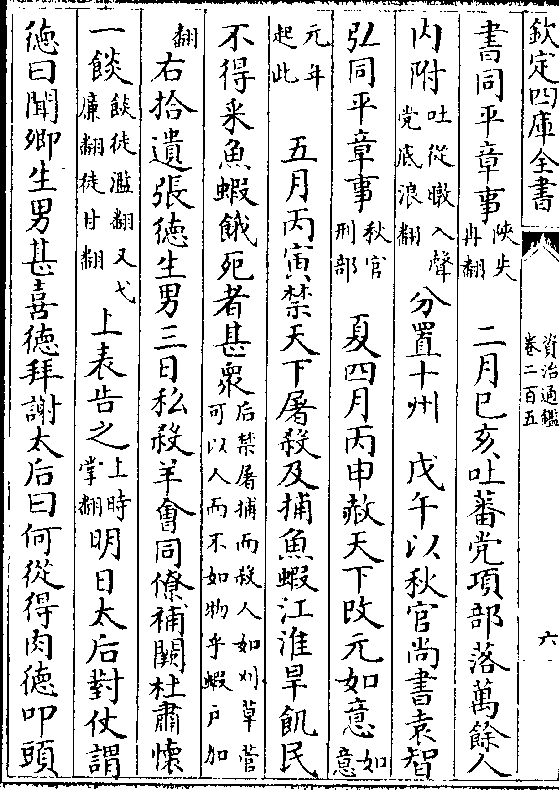 欽定四庫全書
資治通鑑
卷二百五
六
書同平章事陜失冉翻 二月己亥吐蕃党項部落萬餘人
内附吐從暾入聲党底浪翻分置十州 戊午以秋官尚書袁智
弘同平章事秋官刑部 夏四月丙申赦天下改元如意如意
元年起此 五月丙寅禁天下屠殺及捕魚蝦江淮旱飢民
不得采魚蝦餓死者甚衆后禁屠捕而殺人如刈草菅可以人而不如物乎蝦戸加
翻右拾遺張徳生男三日私殺羊會同僚補闕杜肅懷
一餤餤徒濫翻又弋廉翻徒甘翻上表告之上時掌翻明日太后對仗謂
徳曰聞卿生男甚喜徳拜謝太后曰何從得肉徳叩頭